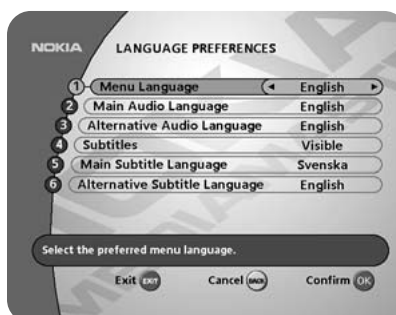 NOKIA LANGUAGE PREFERENCES
1 Menu Language English
2 Main Audio Language English
3 Alternative Audio Language English
4 Subtitles Visible
5 Main Subtitle Language Svenska
6 Alternative Subtitle Language English
Select the preferred menu language.
Exit EXIT Cancel BACK Confirm OK